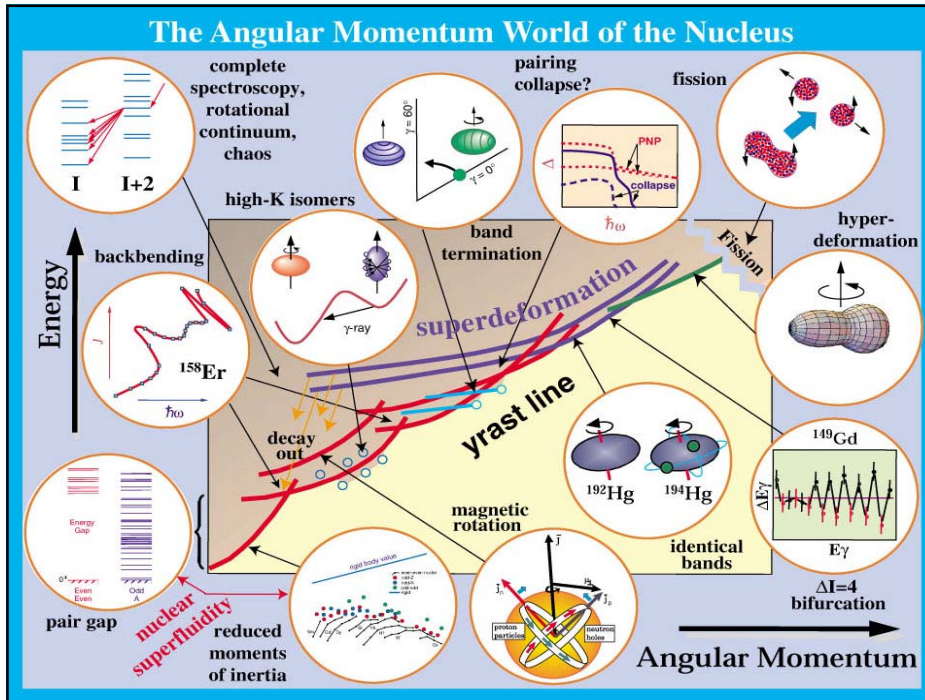 The Angular Momentum World of the Nucleus
complete
spectroscopy,
rotational
continuum,
chaos
I
I+2
pairing
collapse?
fission
γ = 60°
γ = 0°
Δ
PNP
collapse
ħω
high-K isomers
γ-ray
band
termination
hyper-
deformation
Fission
Energy
backbending
J
¹⁵⁸Er
ħω
superdeformation
yrast line
decay
out
¹⁹²Hg
¹⁹⁴Hg
identical
bands
¹⁴⁹Gd
ΔEγ
Eγ
ΔI=4
bifurcation
Energy
Gap
0⁺
Even
Even
Odd
A
pair gap
nuclear
superfluidity
reduced
moments
of inertia
rigid body value
magnetic
rotation
proton
particles
neutron
holes
Angular Momentum